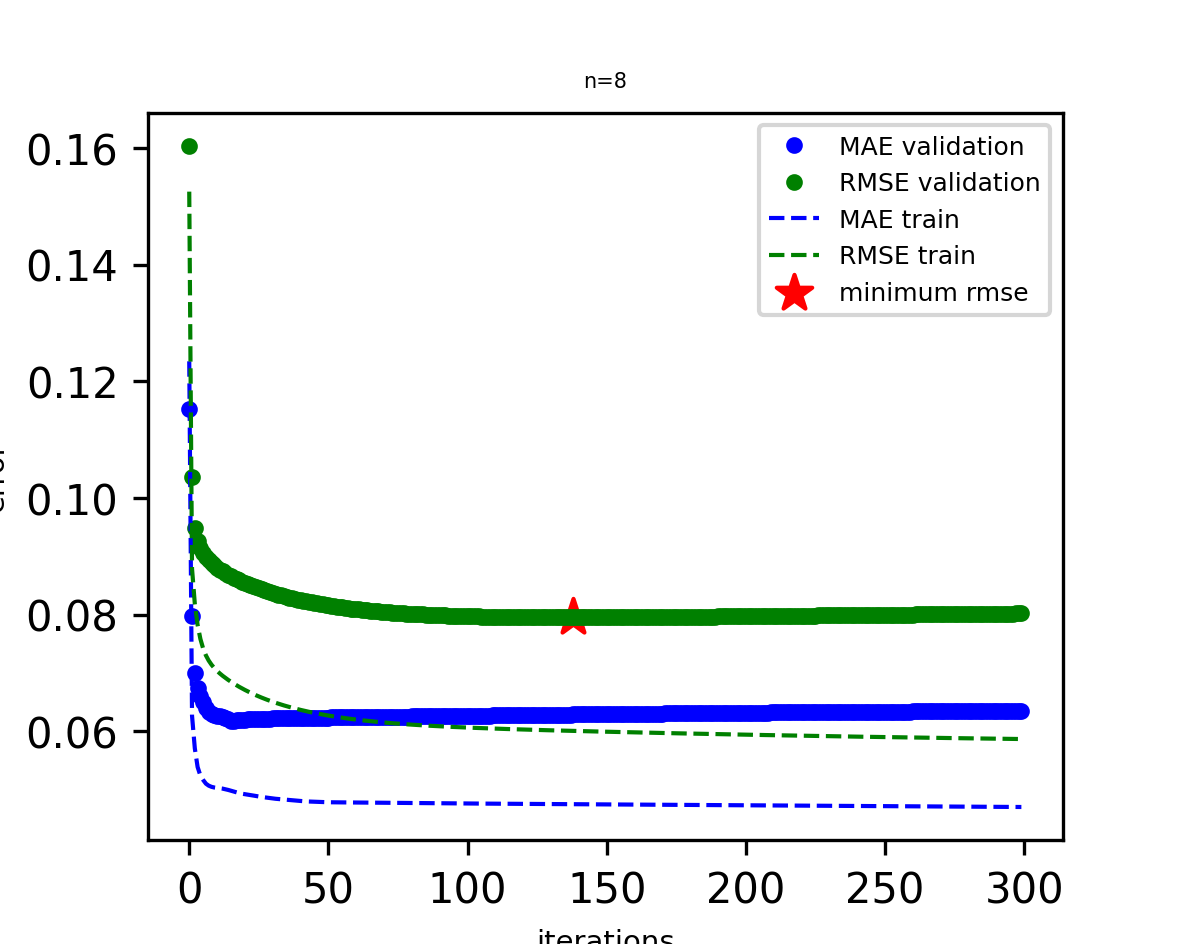 n=8
0.16
0.14
0.12
0.10
0.08
0.06
MAE validation
RMSE validation
MAE train
RMSE train
minimum rmse
0 50 100 150 200 250 300
iterations